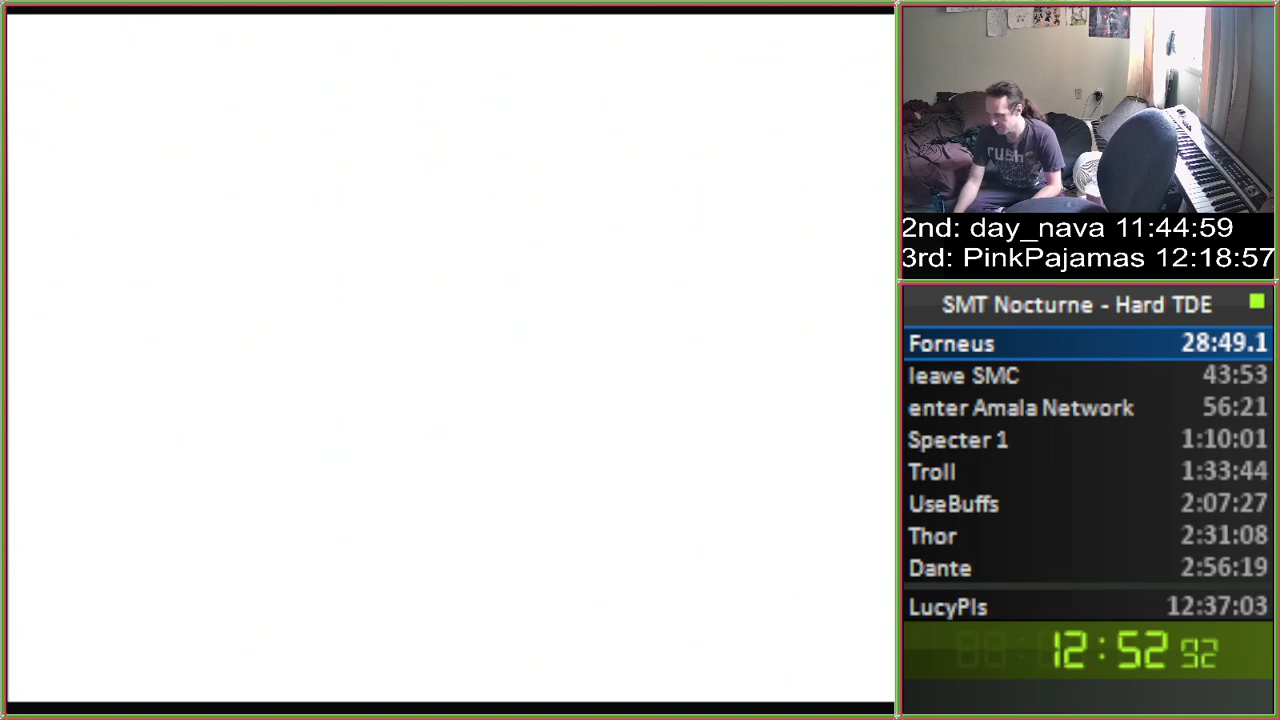 rush
2nd: day_nava 11:44:59
3rd: PinkPajamas 12:18:57
SMT Nocturne - Hard TDE
Forneus 28:49.1
leave SMC 43:53
enter Amala Network 56:21
Specter 1 1:10:01
Troll 1:33:44
UseBuffs 2:07:27
Thor 2:31:08
Dante 2:56:19
LucyPls 12:37:03
12:52 92